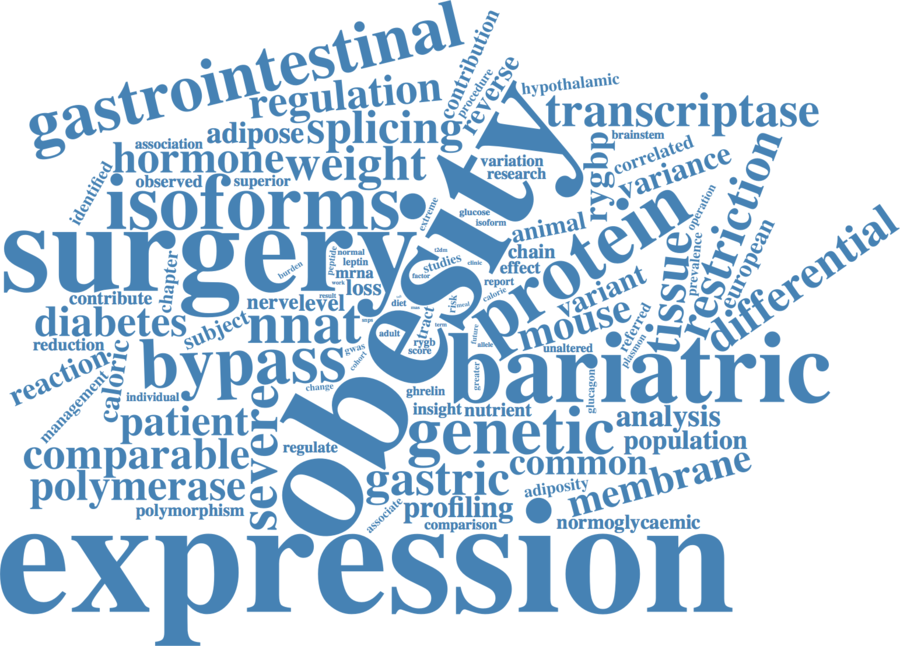 gastrointestinal
contribution
procedure
reverse
hypothalamic
regulation
transcriptase
adipose
splicing
brainstem
association
hormone
weight
variation
research
rygbp
correlated
variance
restriction
identified
observed
superior
isoforms
obesity
extreme
glucose
isoform
animal
protein
operation
surgery
peptide
normal
leptin
mrna
burden
work
loss
factor
studies
clinic
chain
effect
report
calorie
tissue
prevalence
european
differential
chapter
contribute
nerve
level
result
diet
tract
risk
variant
mouse
referred
plasmon
diabetes
subject
nnat
adult
rygb
score
term
future
allele
unaltered
reduction
reaction
caloric
bypass
gwas
cohort
bariatric
greater
glucagon
management
individual
change
ghrelin
severe
patient
insight
nutrient
genetic
analysis
population
regulate
comparable
gastric
common
membrane
polymerase
adiposity
polymorphism
associate
profiling
comparison
normoglycaemic
expression